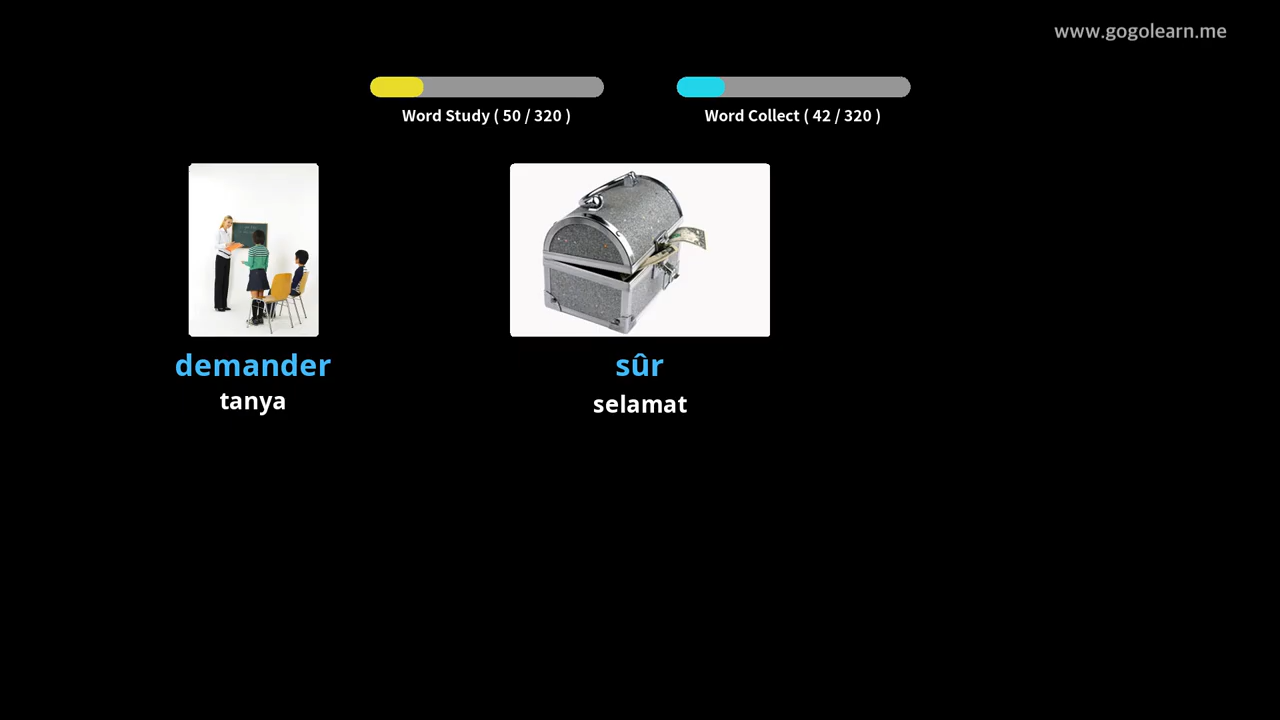 www.gogolearn.me
Word Study ( 50 / 320 )
Word Collect ( 42 / 320 )
demander
tanya
sûr
selamat